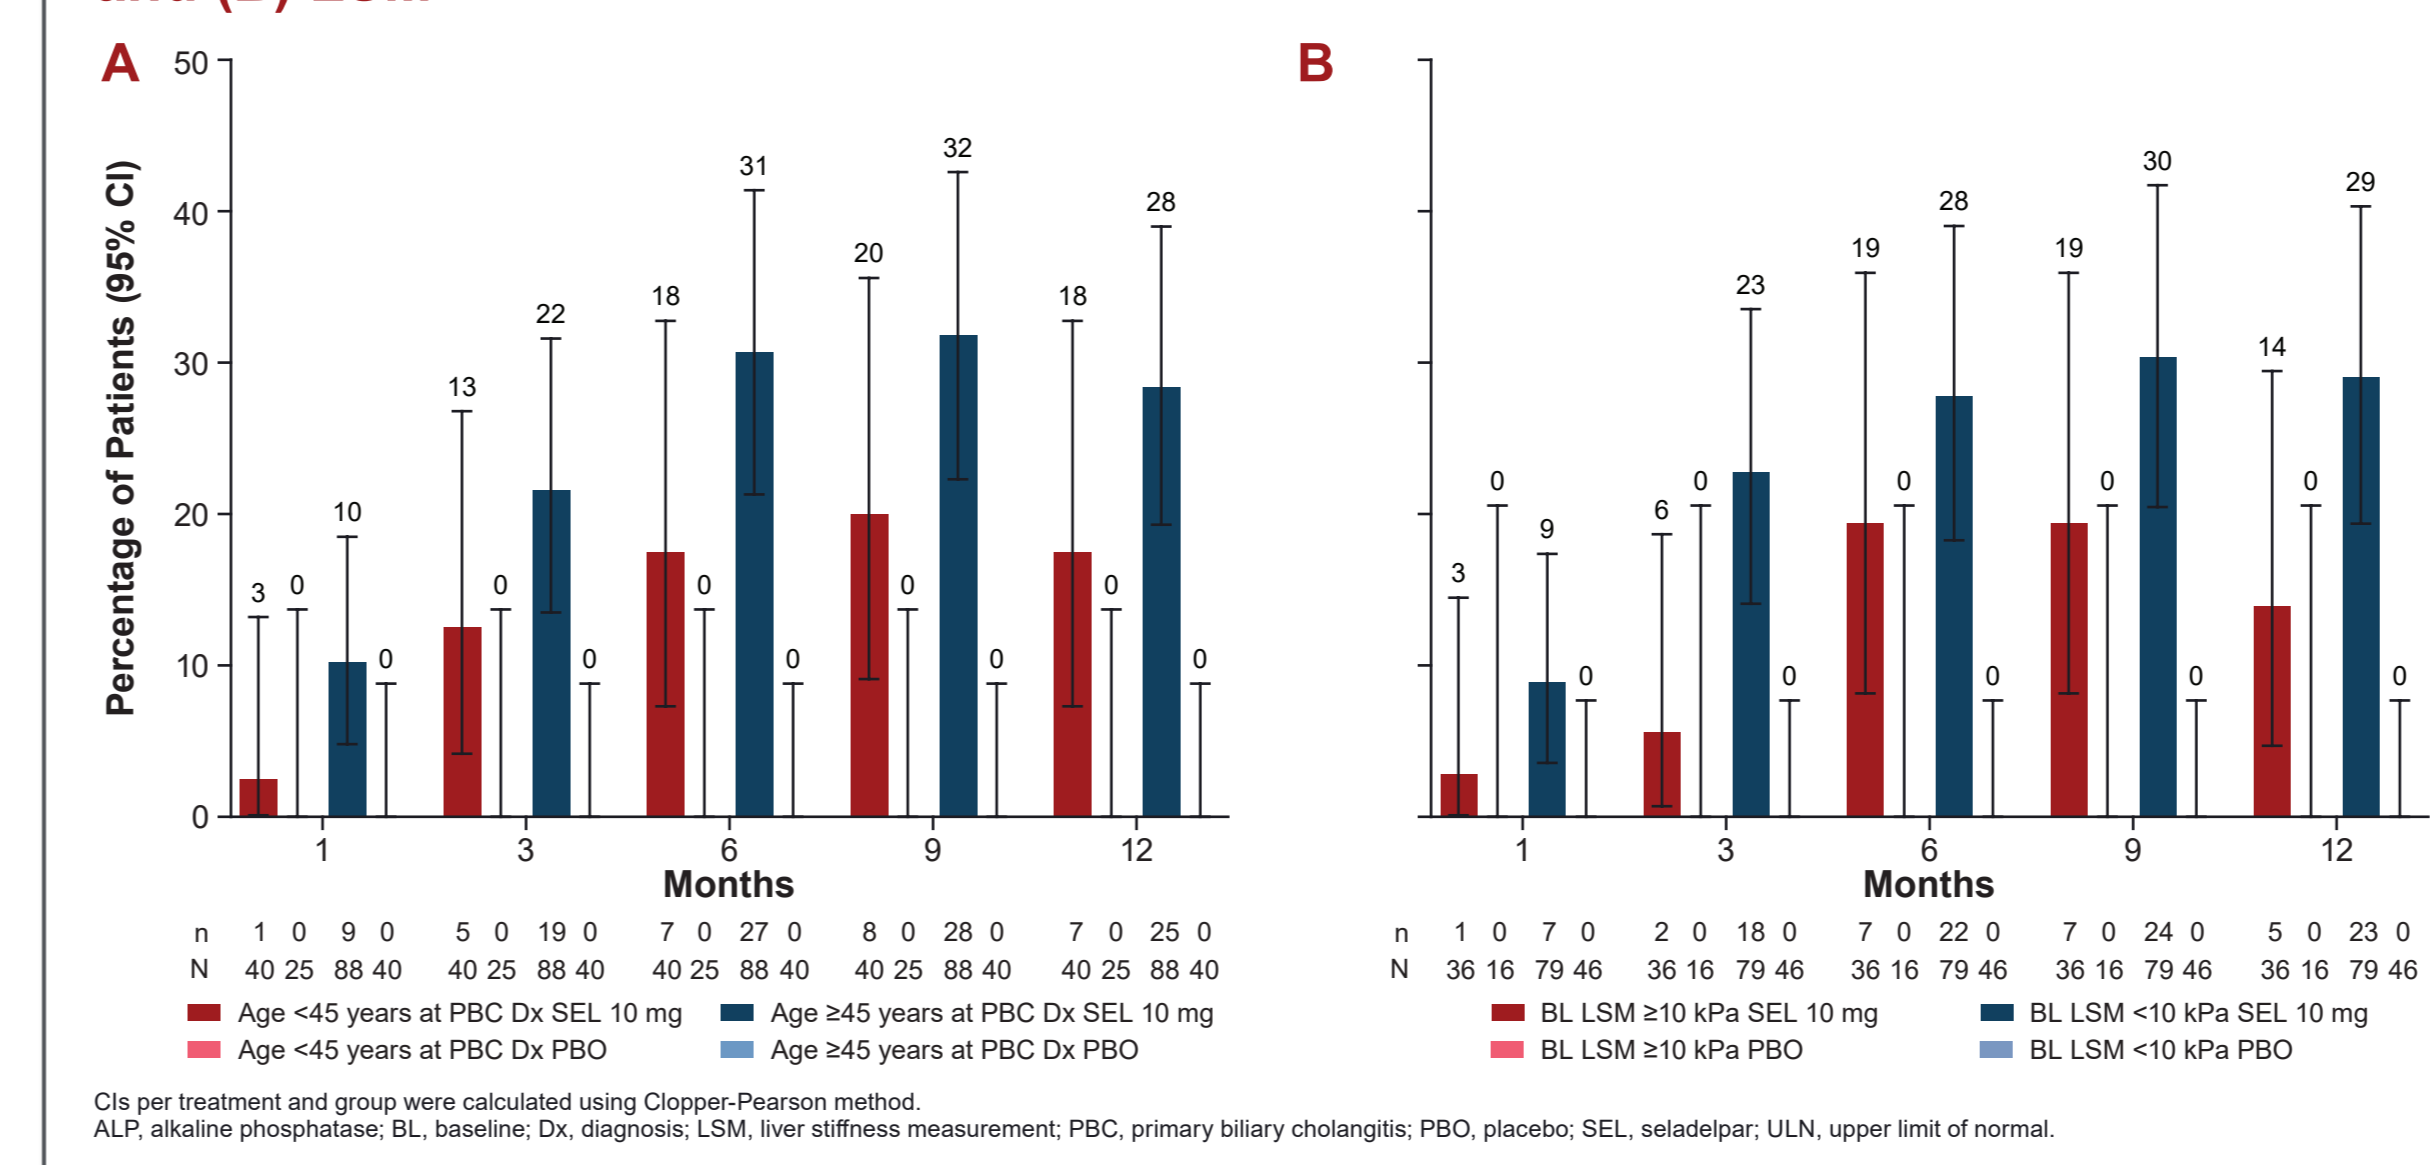 and (B) LSM
A
B
Percentage of Patients (95% CI)
50
40
30
20
10
0
3 0 10 0 13 0 22 0 18 0 31 0 20 0 32 0 18 0 28 0
1 3 6 9 12
Months
n 1 0 9 0 5 0 19 0 7 0 27 0 8 0 28 0 7 0 25 0
N 40 25 88 40 40 25 88 40 40 25 88 40 40 25 88 40 40 25 88 40
Age <45 years at PBC Dx SEL 10 mg Age ≥45 years at PBC Dx SEL 10 mg
Age <45 years at PBC Dx PBO Age ≥45 years at PBC Dx PBO
3 0 9 0 6 0 23 0 19 0 28 0 19 0 30 0 14 0 29 0
1 3 6 9 12
Months
n 1 0 7 0 2 0 18 0 7 0 22 0 7 0 24 0 5 0 23 0
N 36 16 79 46 36 16 79 46 36 16 79 46 36 16 79 46 36 16 79 46
BL LSM ≥10 kPa SEL 10 mg BL LSM <10 kPa SEL 10 mg
BL LSM ≥10 kPa PBO BL LSM <10 kPa PBO
CIs per treatment and group were calculated using Clopper-Pearson method.
ALP, alkaline phosphatase; BL, baseline; Dx, diagnosis; LSM, liver stiffness measurement; PBC, primary biliary cholangitis; PBO, placebo; SEL, seladelpar; ULN, upper limit of normal.